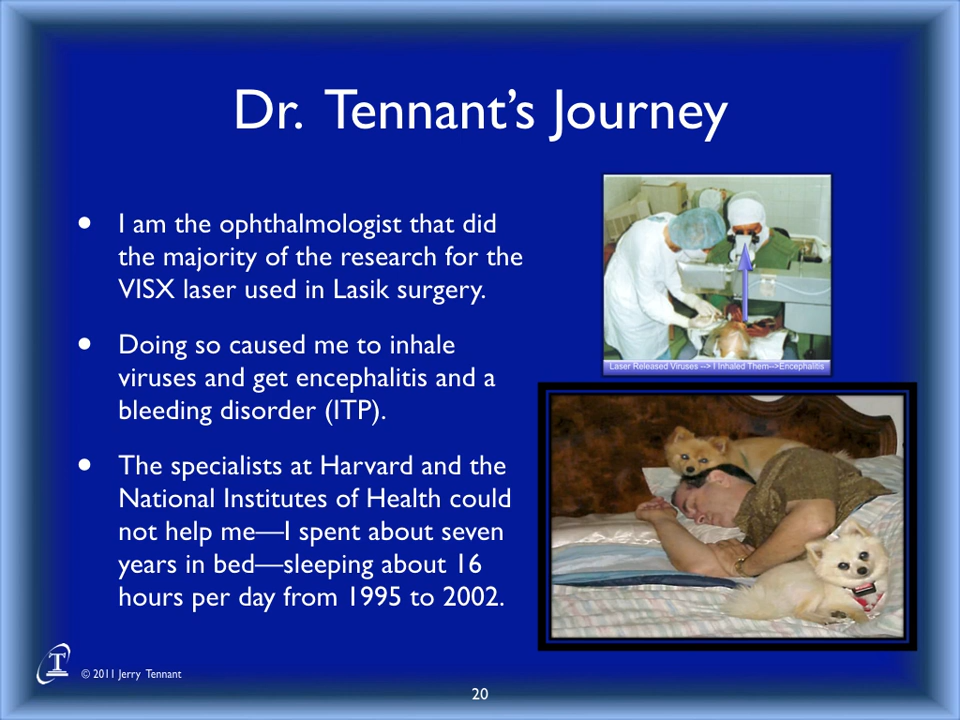 Dr. Tennant’s Journey
• I am the ophthalmologist that did
the majority of the research for the
VISX laser used in Lasik surgery.
• Doing so caused me to inhale
viruses and get encephalitis and a
bleeding disorder (ITP).
• The specialists at Harvard and the
National Institutes of Health could
not help me—I spent about seven
years in bed—sleeping about 16
hours per day from 1995 to 2002.
Laser Released Viruses --> I Inhaled Them-->Encephalitis
T
© 2011 Jerry Tennant
20